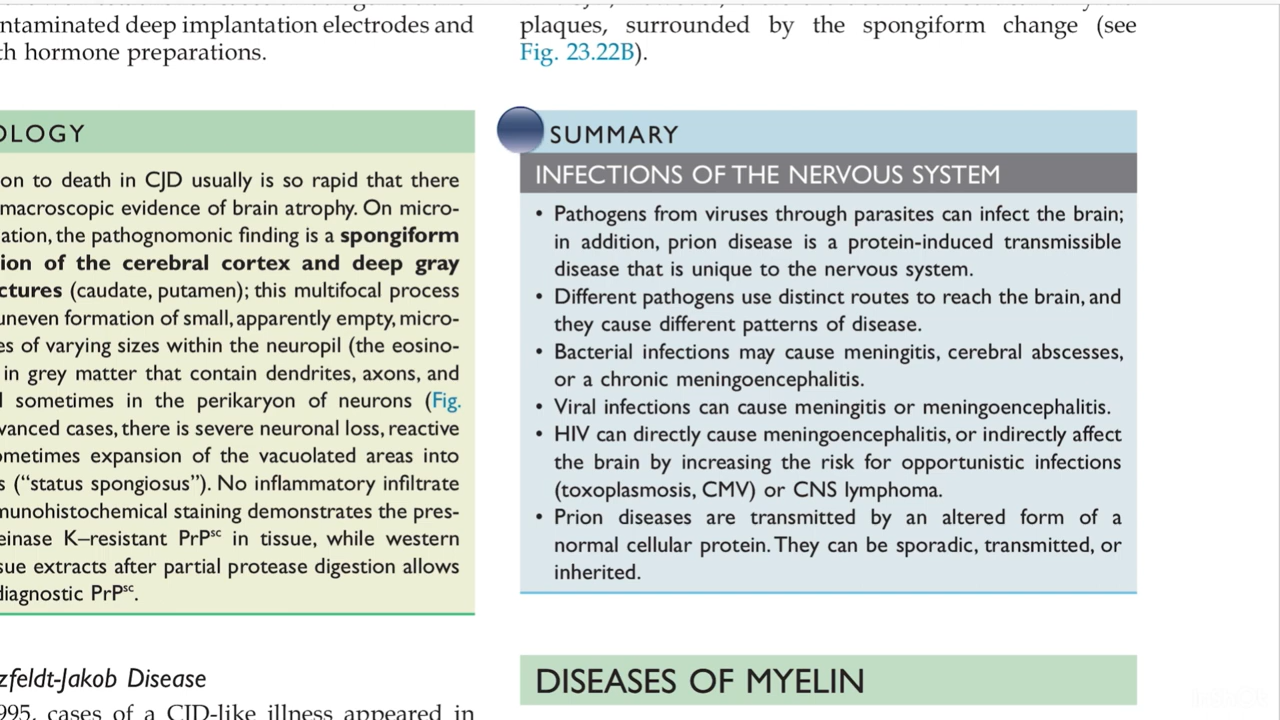 ntaminated deep implantation electrodes and
th hormone preparations.
OLOGY
on to death in CJD usually is so rapid that there
macroscopic evidence of brain atrophy. On micro-
ation, the pathognomonic finding is a spongiform
ion of the cerebral cortex and deep gray
ctures (caudate, putamen); this multifocal process
uneven formation of small, apparently empty, micro-
es of varying sizes within the neuropil (the eosino-
in grey matter that contain dendrites, axons, and
l sometimes in the perikaryon of neurons (Fig.
vanced cases, there is severe neuronal loss, reactive
ometimes expansion of the vacuolated areas into
s (“status spongiosus”). No inflammatory infiltrate
munohistochemical staining demonstrates the pres-
einase K–resistant PrPsc in tissue, while western
sue extracts after partial protease digestion allows
diagnostic PrPsc.
zfeldt-Jakob Disease
995, cases of a CJD-like illness appeared in
plaques, surrounded by the spongiform change (see
Fig. 23.22B).
SUMMARY
INFECTIONS OF THE NERVOUS SYSTEM
• Pathogens from viruses through parasites can infect the brain;
in addition, prion disease is a protein-induced transmissible
disease that is unique to the nervous system.
• Different pathogens use distinct routes to reach the brain, and
they cause different patterns of disease.
• Bacterial infections may cause meningitis, cerebral abscesses,
or a chronic meningoencephalitis.
• Viral infections can cause meningitis or meningoencephalitis.
• HIV can directly cause meningoencephalitis, or indirectly affect
the brain by increasing the risk for opportunistic infections
(toxoplasmosis, CMV) or CNS lymphoma.
• Prion diseases are transmitted by an altered form of a
normal cellular protein. They can be sporadic, transmitted, or
inherited.
DISEASES OF MYELIN